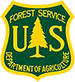 FOREST SERVICE
U S
DEPARTMENT OF AGRICULTURE